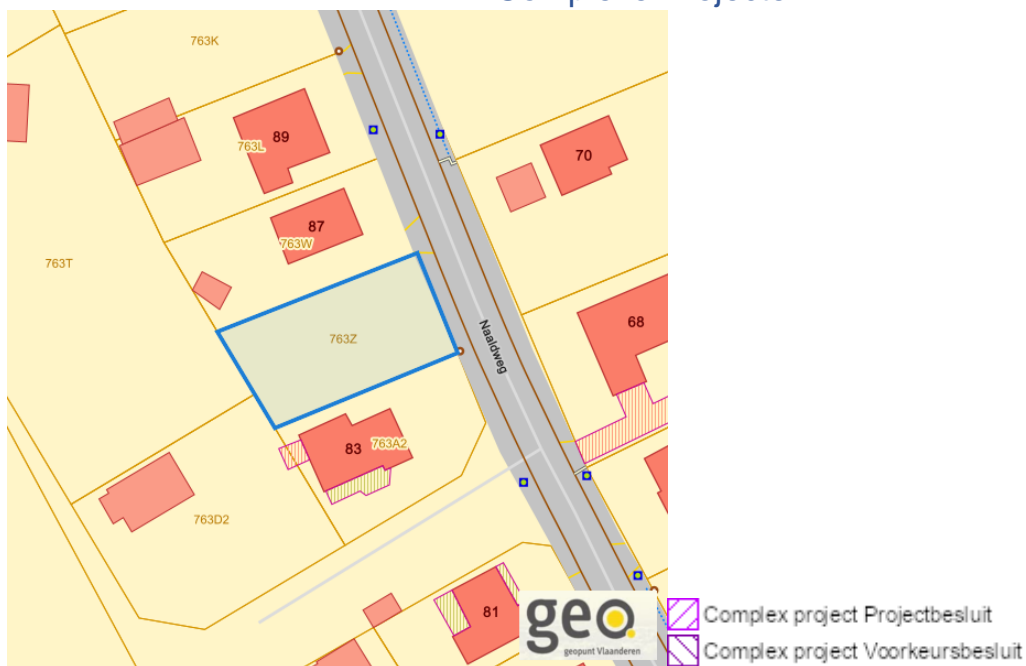 763K
89
763L
70
87
763W
763T
68
763Z
Naaldweg
83
763A2
763D2
81
geo.
geopunt Vlaanderen
Complex project Projectbesluit
Complex project Voorkeursbesluit